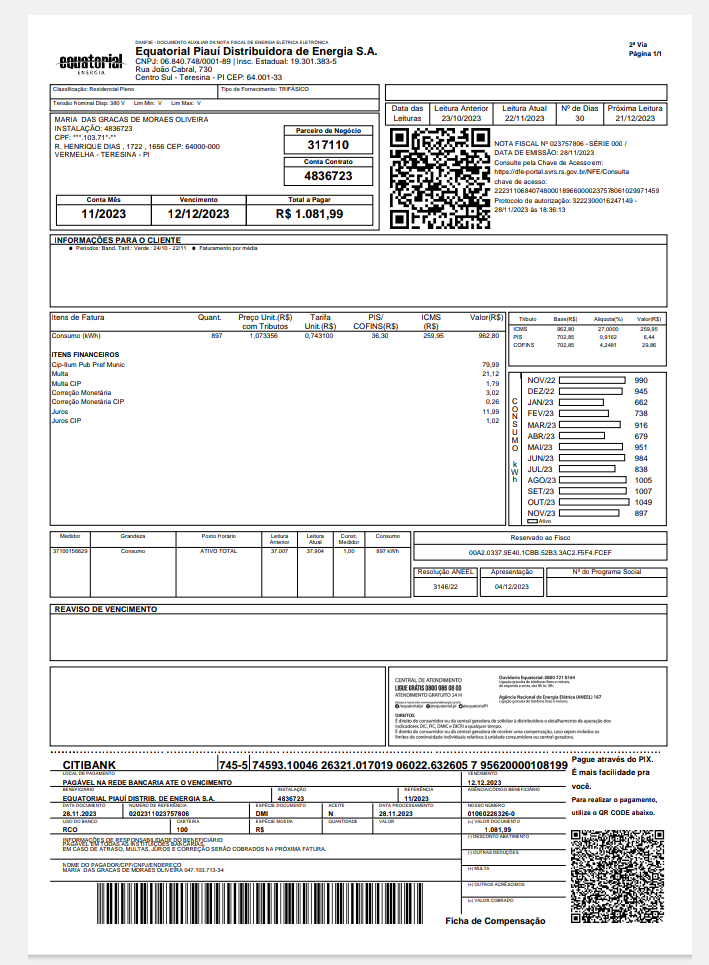 DANF3E - DOCUMENTO AUXILIAR DA NOTA FISCAL DE ENERGIA ELÉTRICA ELETRÔNICA
equatorial
ENERGIA
Equatorial Piauí Distribuidora de Energia S.A.
CNPJ: 06.840.748/0001-89 | Insc. Estadual: 19.301.383-5
Rua João Cabral, 730
Centro Sul - Teresina - PI CEP: 64.001-33
2ª Via
Página 1/1
Classificação: Residencial Pleno
Tipo de Fornecimento: TRIFÁSICO
Tensão Nominal Disp: 380 V Lim Min: V Lim Max: V
Data das Leituras
Leitura Anterior 23/10/2023
Leitura Atual 22/11/2023
Nº de Dias 30
Próxima Leitura 21/12/2023
MARIA DAS GRACAS DE MORAES OLIVEIRA
INSTALAÇÃO: 4836723
CPF: ***.103.71*-**
R. HENRIQUE DIAS , 1722 , 1656 CEP: 64000-000
VERMELHA - TERESINA - PI
Parceiro de Negócio
317110
Conta Contrato
4836723
Conta Mês
11/2023
Vencimento
12/12/2023
Total a Pagar
R$ 1.081,99
NOTA FISCAL Nº 023757806 - SÉRIE 000 /
DATA DE EMISSÃO: 28/11/2023
Consulte pela Chave de Acesso em:
https://dfe-portal.svrs.rs.gov.br/NFE/Consulta
chave de acesso:
22231106840748000189660000237578061029971459
Protocolo de autorização: 3222300016247149 -
28/11/2023 às 18:36:13
INFORMAÇÕES PARA O CLIENTE
● Períodos: Band. Tarif.: Verde : 24/10 - 22/11 ● Faturamento por média
Itens de Fatura Quant. Preço Unit.(R$) com Tributos Tarifa Unit.(R$) PIS/ COFINS(R$) ICMS (R$) Valor(R$)
Consumo (kWh) 897 1,073356 0,743100 36,30 259,95 962,80
ITENS FINANCEIROS
Cip-Ilum Pub Pref Munic 79,99
Multa 21,12
Multa CIP 1,79
Correção Monetária 3,02
Correção Monetária CIP 0,26
Juros 11,99
Juros CIP 1,02
Tributo Base(R$) Aliquota(%) Valor(R$)
ICMS 962,80 27,0000 259,95
PIS 702,85 0,9162 6,44
COFINS 702,85 4,2481 29,86
CONSUMO kWh
NOV/22 990
DEZ/22 945
JAN/23 662
FEV/23 738
MAR/23 916
ABR/23 679
MAI/23 951
JUN/23 984
JUL/23 838
AGO/23 1005
SET/23 1007
OUT/23 1049
NOV/23 897
Ativo
Medidor Grandeza Posto Horário Leitura Anterior Leitura Atual Const. Medidor Consumo
37100156629 Consumo ATIVO TOTAL 37.007 37.904 1,00 897 kWh
Reservado ao Fisco
00A2.0337.9E40.1CBB.52B3.3AC2.F5F4.FCEF
Resolução ANEEL
3146/22
Apresentação
04/12/2023
Nº do Programa Social
REAVISO DE VENCIMENTO
CENTRAL DE ATENDIMENTO
LIGUE GRÁTIS 0800 086 08 00
ATENDIMENTO GRATUITO 24 H
Ouvidoria Equatorial: 0800 721 0164
Agência Nacional de Energia Elétrica (ANEEL) 167
DIREITOS
É direito do consumidor ou da central geradora de solicitar à distribuidora o detalhamento da apuração dos
indicadores DIC, FIC, DMIC e DICRI a qualquer tempo.
É direito do consumidor ou da central geradora de receber uma compensação, caso sejam violados os
limites de continuidade individuais relativos à unidade consumidora ou central geradora.
CITIBANK
745-5
74593.10046 26321.017019 06022.632605 7 95620000108199
LOCAL DE PAGAMENTO
PAGÁVEL NA REDE BANCARIA ATE O VENCIMENTO
VENCIMENTO
12.12.2023
BENEFICIÁRIO
EQUATORIAL PIAUÍ DISTRIB. DE ENERGIA S.A.
INSTALAÇÃO
4836723
REFERÊNCIA
11/2023
AGÊNCIA/CÓDIGO BENEFICIÁRIO
DATA DOCUMENTO
28.11.2023
NÚMERO DE REFERÊNCIA
0202311023757806
ESPÉCIE DOCUMENTO
DMI
ACEITE
N
DATA PROCESSAMENTO
28.11.2023
NOSSO NÚMERO
01060226326-0
USO DO BANCO
RCO
CARTEIRA
100
ESPÉCIE MOEDA
R$
QUANTIDADE
VALOR
(=) VALOR DOCUMENTO
1.081,99
INFORMAÇÕES DE RESPONSABILIDADE DO BENEFICIÁRIO
PAGÁVEL EM TODAS AS INSTITUIÇÕES BANCÁRIAS.
EM CASO DE ATRASO, MULTAS, JUROS E CORREÇÃO SERÃO COBRADOS NA PRÓXIMA FATURA.
(-) DESCONTO ABATIMENTO
(-) OUTRAS DEDUÇÕES
(+) MULTA
(+) OUTROS ACRÉSCIMOS
(=) VALOR COBRADO
NOME DO PAGADOR/CPF/CNPJ/ENDEREÇO
MARIA DAS GRACAS DE MORAES OLIVEIRA 047.103.713-34
Ficha de Compensação
Pague através do PIX.
É mais facilidade pra
você.
Para realizar o pagamento,
utilize o QR CODE abaixo.